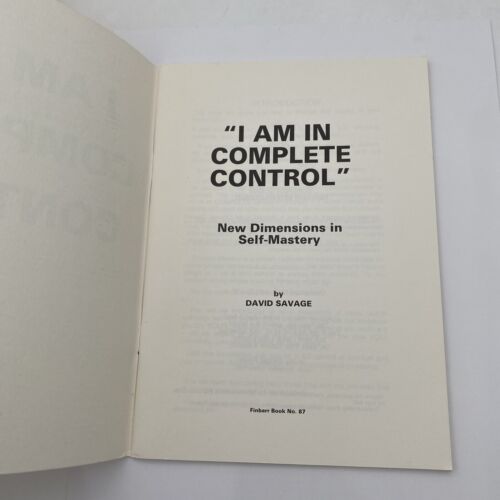 "I AM IN
COMPLETE
CONTROL"
New Dimensions in
Self-Mastery
by
DAVID SAVAGE
Finbarr Book No. 87